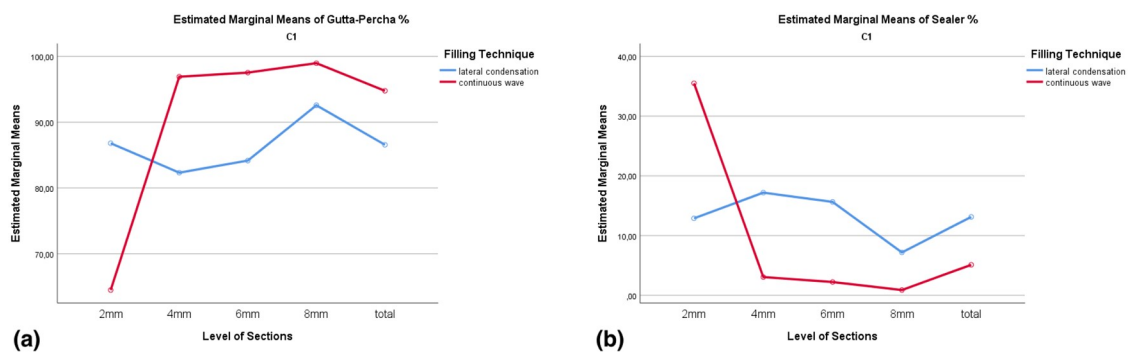 Estimated Marginal Means of Gutta-Percha %
C1
Filling Technique
lateral condensation
continuous wave
100,00
90,00
80,00
70,00
Estimated Marginal Means
2mm 4mm 6mm 8mm total
Level of Sections
(a)
Estimated Marginal Means of Sealer %
C1
Filling Technique
lateral condensation
continuous wave
40,00
30,00
20,00
10,00
,00
Estimated Marginal Means
2mm 4mm 6mm 8mm total
Level of Sections
(b)